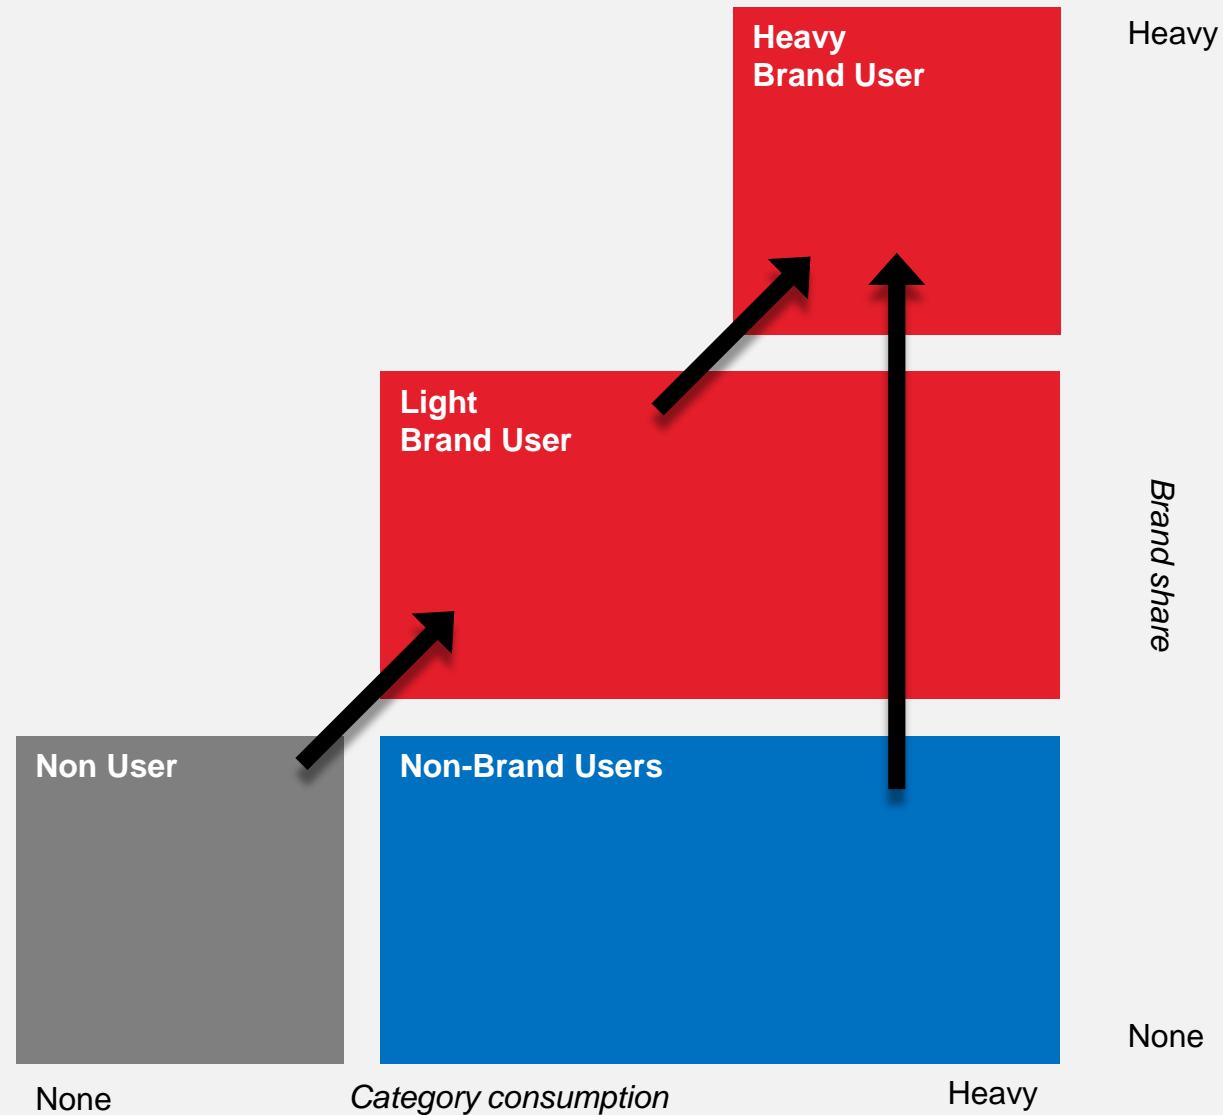 Heavy
Brand User
Heavy
Light
Brand User
Brand share
Non User
Non-Brand Users
None
None
Category consumption
Heavy